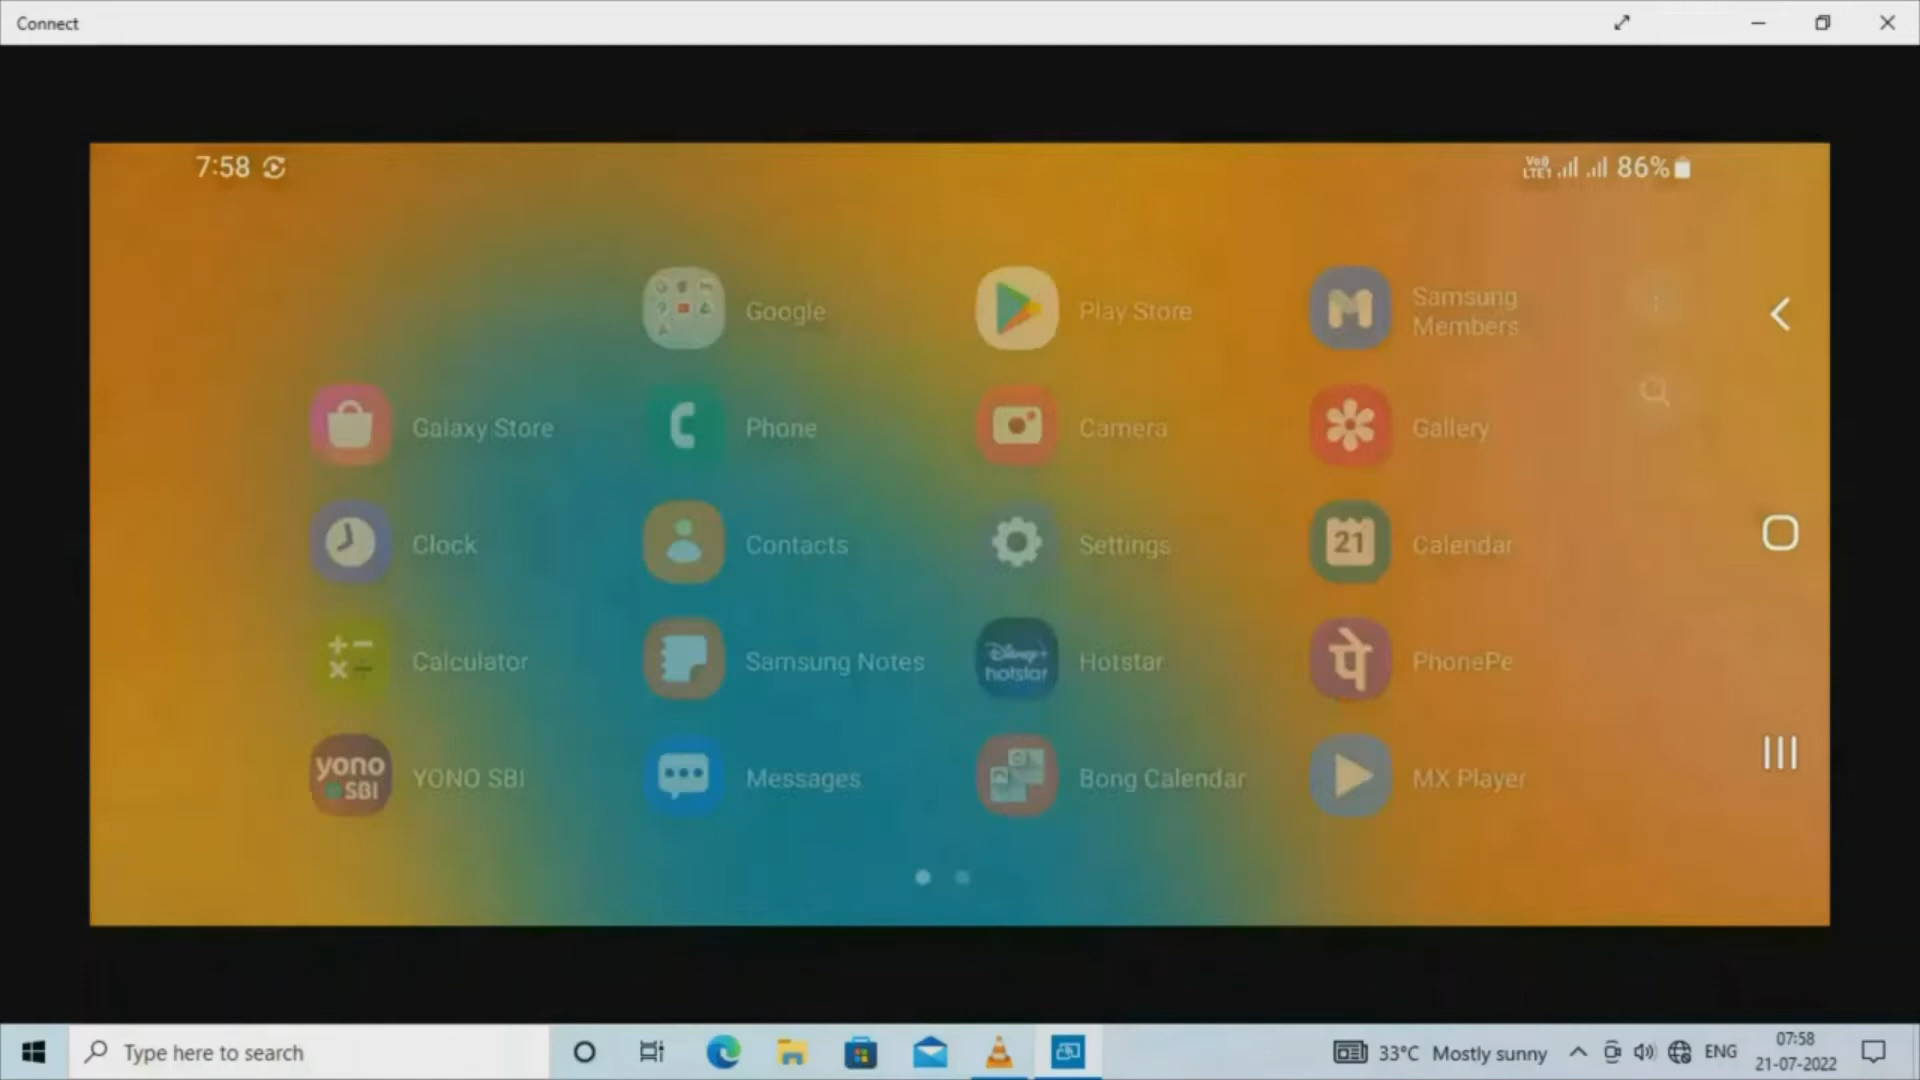 Connect
7:58
Vo))
LTE1
86%
Google
Play Store
Samsung
Members
Galaxy Store
Phone
Camera
Gallery
Clock
Contacts
Settings
21
Calendar
Calculator
Samsung Notes
Disney+
hotstar
Hotstar
पे
PhonePe
yono
SBI
YONO SBI
Messages
Bong Calendar
MX Player
Type here to search
33°C Mostly sunny
ENG
07:58
21-07-2022